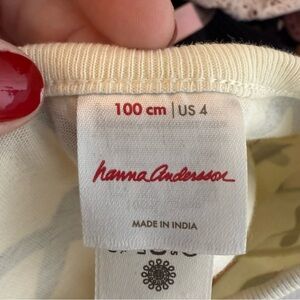 100 cm | US 4
hanna andersson
MADE IN INDIA